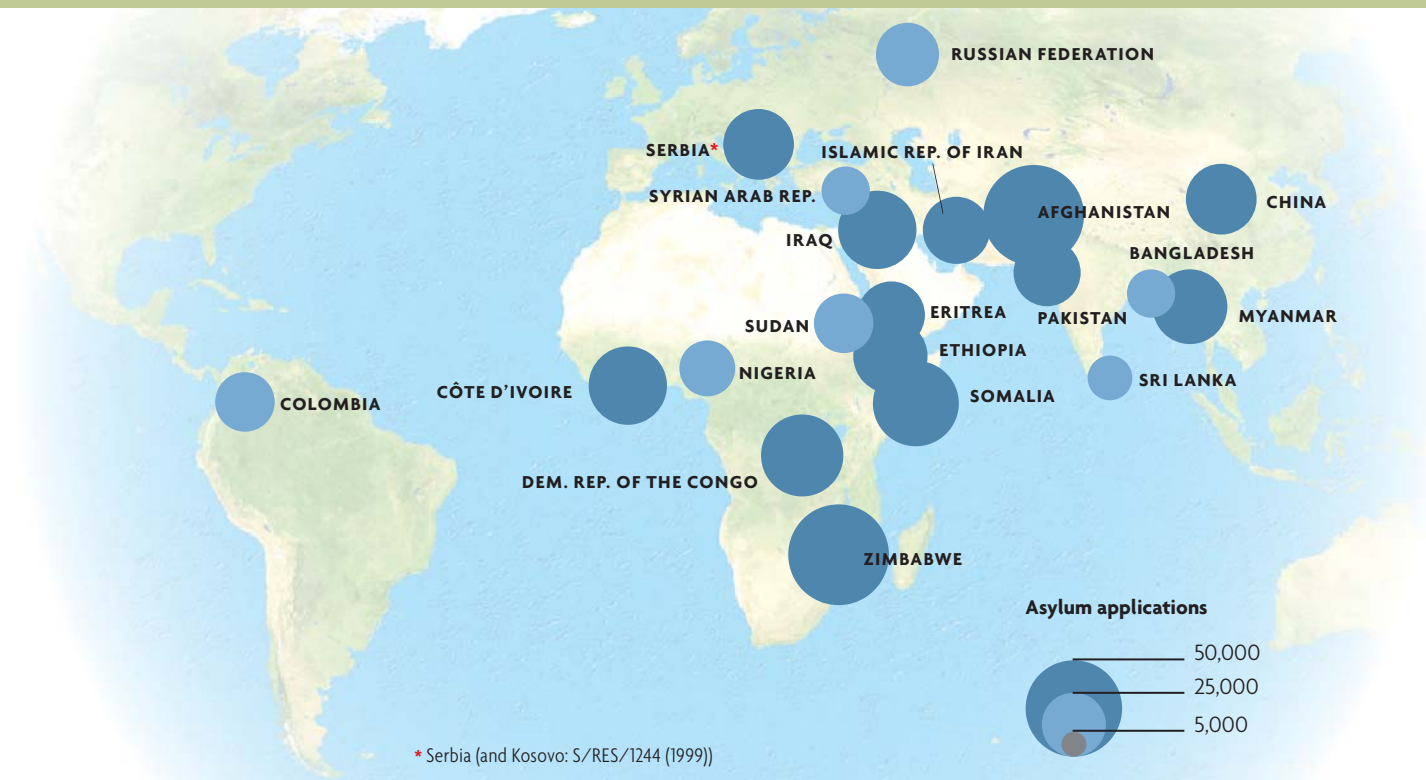 RUSSIAN FEDERATION
SERBIA*
ISLAMIC REP. OF IRAN
SYRIAN ARAB REP.
AFGHANISTAN
CHINA
IRAQ
BANGLADESH
ERITREA
PAKISTAN
MYANMAR
SUDAN
ETHIOPIA
NIGERIA
SRI LANKA
CÔTE D'IVOIRE
SOMALIA
COLOMBIA
DEM. REP. OF THE CONGO
ZIMBABWE
Asylum applications
50,000
25,000
5,000
* Serbia (and Kosovo: S/RES/1244 (1999))